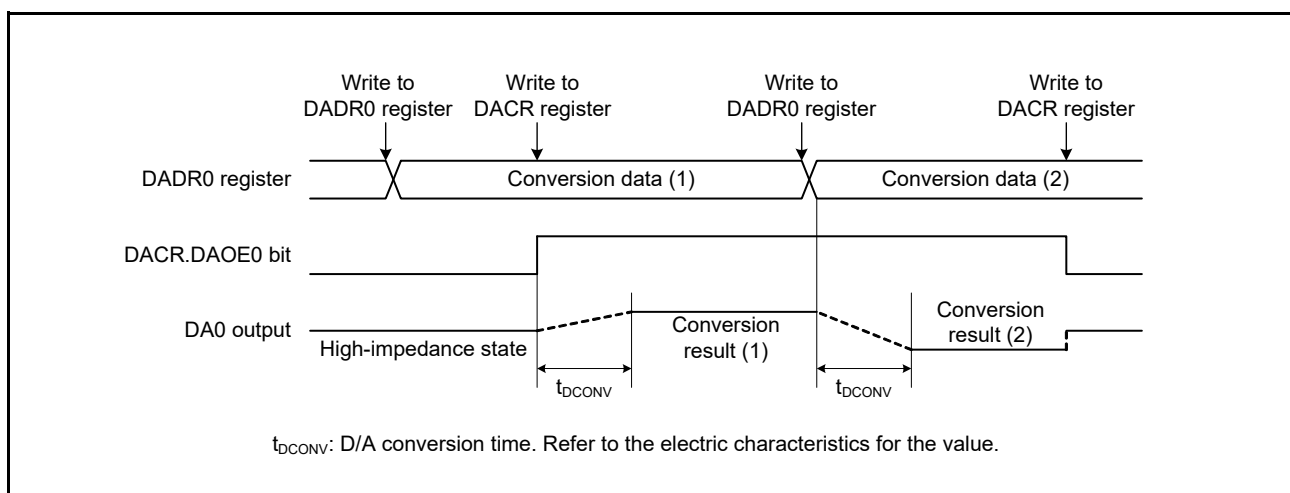 Write to
DADR0 register
Write to
DACR register
Write to
DADR0 register
Write to
DACR register
DADR0 register
Conversion data (1)
Conversion data (2)
DACR.DAOE0 bit
DA0 output
High-impedance state
Conversion
result (1)
Conversion
result (2)
tDCONV
tDCONV
tDCONV: D/A conversion time. Refer to the electric characteristics for the value.